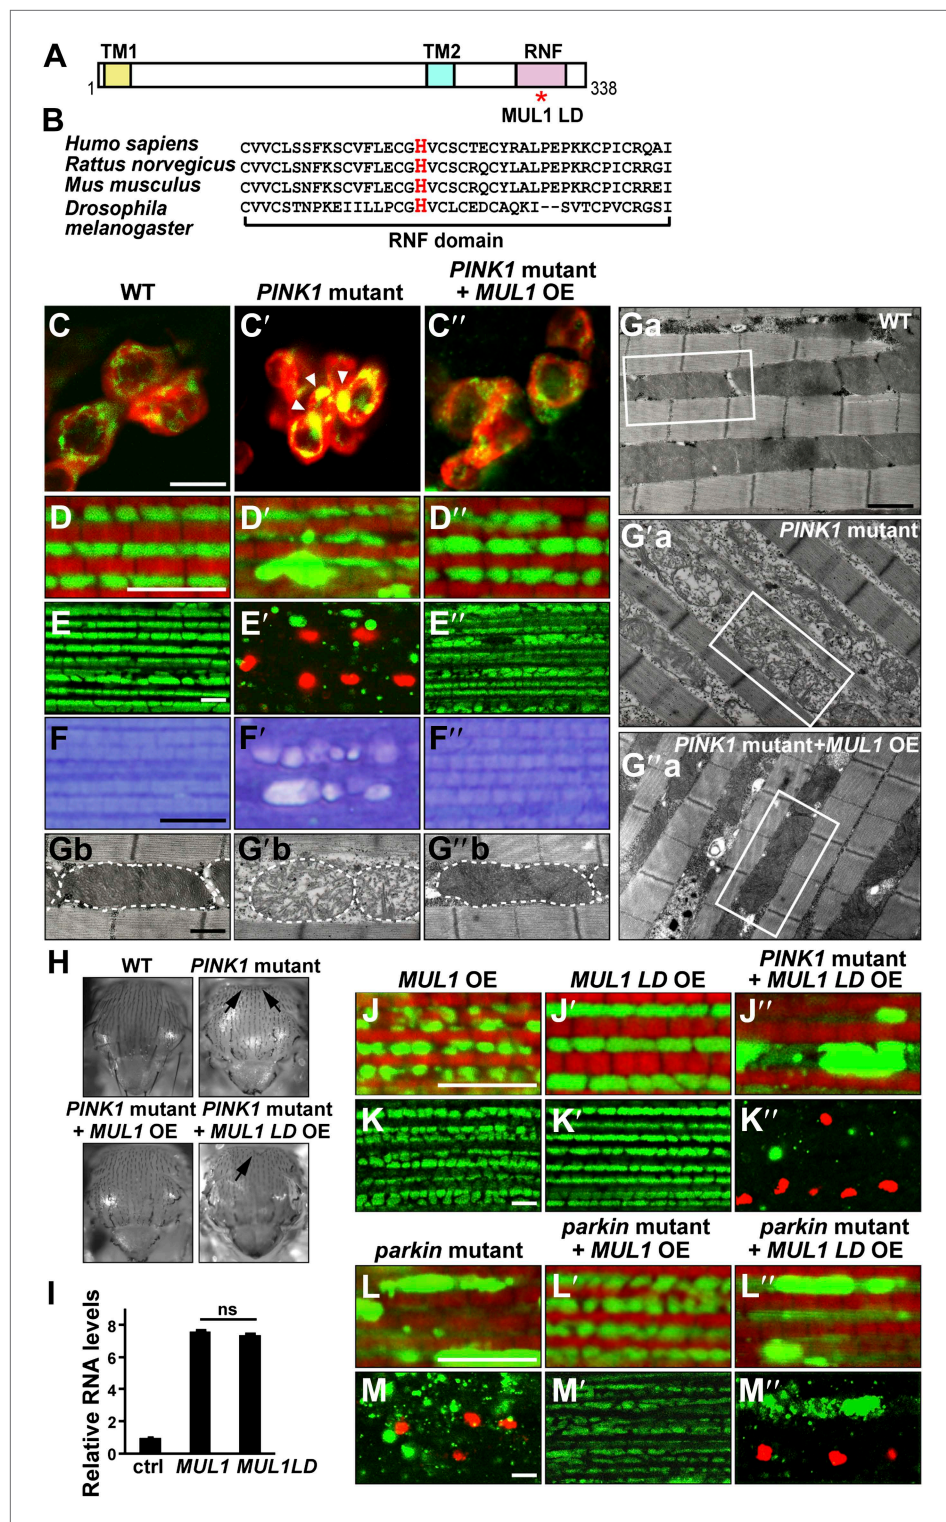 A
TM1 TM2 RNF
1 338
*
MUL1 LD
B
Humo sapiens CVVCLSSFKSCVFLECGHVCSCTECYRALPEPKKCPICRQAI
Rattus norvegicus CVVCLSNFKSCVFLECGHVCSCRQCYLALPEPKRCPICRRGI
Mus musculus CVVCLSNFKSCVFLECGHVCSCRQCYLALPEPKRCPICRREI
Drosophila CVVCSTNPKEIILLPCGHVCLCEDCAQKI--SVTCPVCRGSI
melanogaster
RNF domain
WT PINK1 mutant PINK1 mutant
+ MUL1 OE
C C′ C″
D D′ D″
E E′ E″
F F′ F″
Gb G′b G″b
Ga WT
G′a PINK1 mutant
PINK1 mutant+MUL1 OE
G″a
H
WT PINK1 mutant
PINK1 mutant PINK1 mutant
+ MUL1 OE + MUL1 LD OE
I
Relative RNA levels
8
6
4
2
0
ns
ctrl MUL1 MUL1LD
MUL1 OE MUL1 LD OE PINK1 mutant
+ MUL1 LD OE
J J′ J″
K K′ K″
parkin mutant parkin mutant parkin mutant
+ MUL1 OE + MUL1 LD OE
L L′ L″
M M′ M″